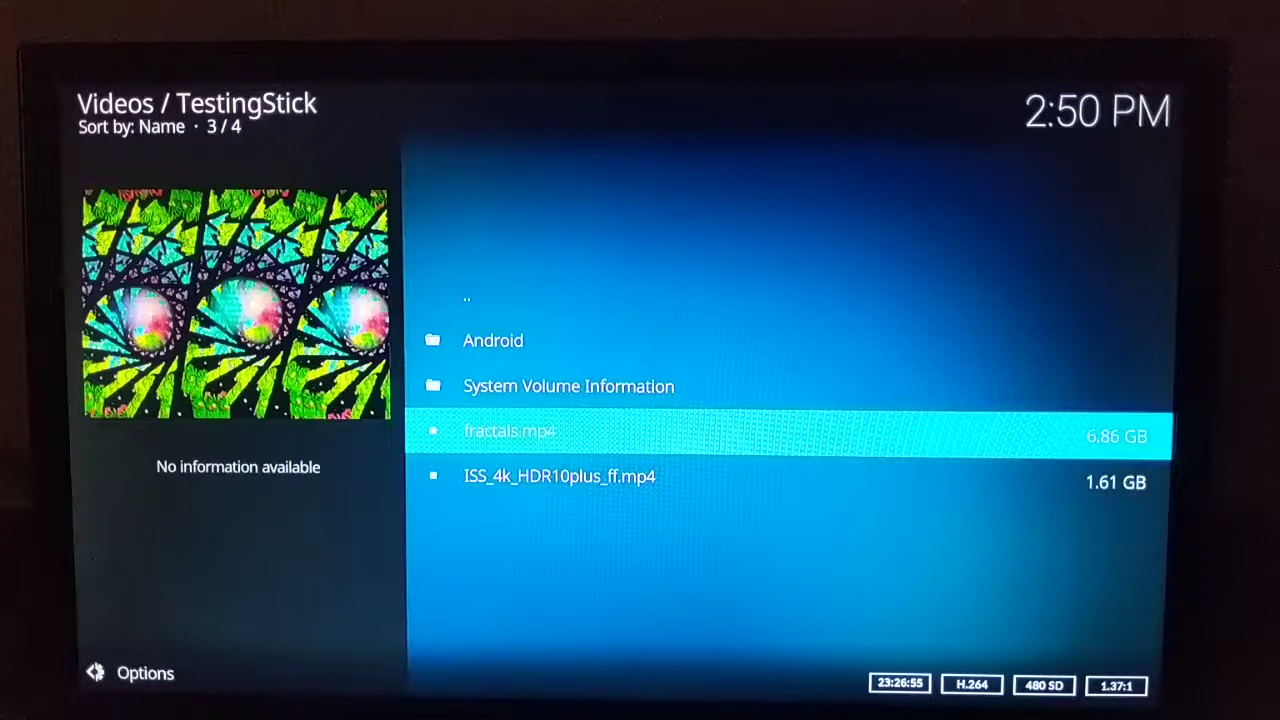 Videos / TestingStick
Sort by: Name · 3 / 4
2:50 PM
..
Android
System Volume Information
fractals.mp4
6.86 GB
ISS_4k_HDR10plus_ff.mp4
1.61 GB
No information available
Options
23:26:55
H.264
480 SD
1.37:1